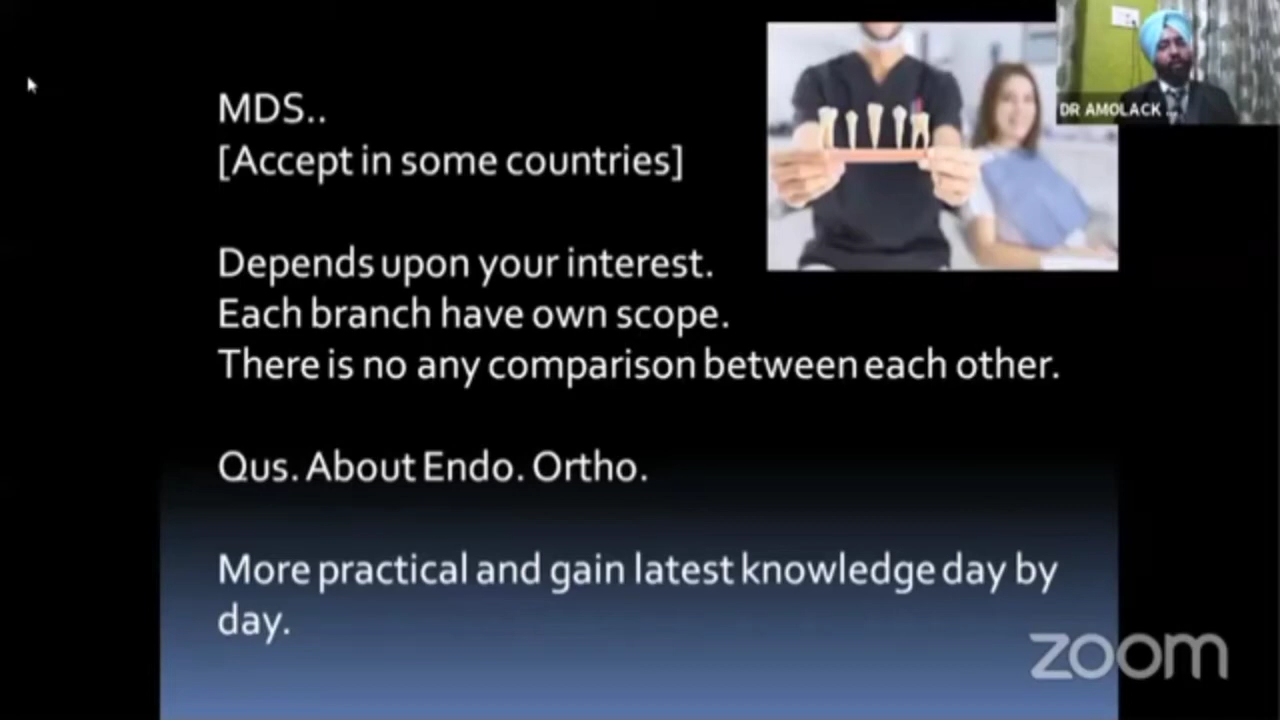 MDS..
[Accept in some countries]
Depends upon your interest.
Each branch have own scope.
There is no any comparison between each other.
Qus. About Endo. Ortho.
More practical and gain latest knowledge day by
day.
DR AMOLACK ...
zoom